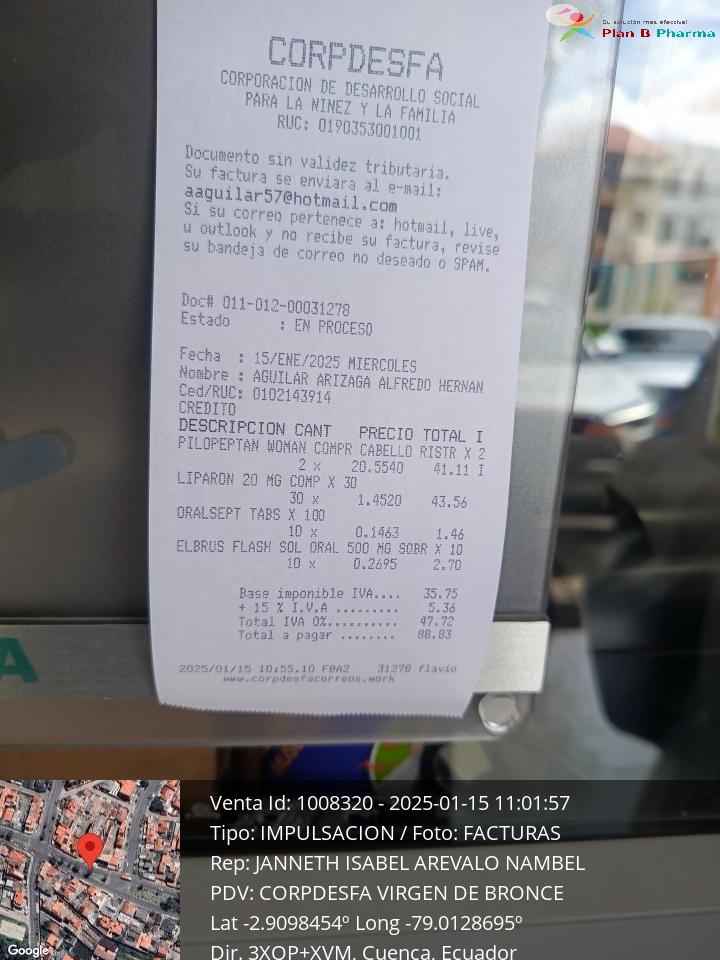 Su solución mas efectiva!
Plan B Pharma
CORPDESFA
CORPORACION DE DESARROLLO SOCIAL
PARA LA NINEZ Y LA FAMILIA
RUC: 0190353001001
Documento sin validez tributaria.
Su factura se enviara al e-mail:
aaguilar57@hotmail.com
Si su correo pertenece a: hotmail, live,
u outlook y no recibe su factura, revise
su bandeja de correo no deseado o SPAM.
Doc# 011-012-00031278
Estado : EN PROCESO
Fecha : 15/ENE/2025 MIERCOLES
Nombre : AGUILAR ARIZAGA ALFREDO HERNAN
Ced/RUC: 0102143914
CREDITO
DESCRIPCION CANT PRECIO TOTAL I
PILOPEPTAN WOMAN COMPR CABELLO RISTR X 2
2 x 20.5540 41.11 I
LIPARON 20 MG COMP X 30
30 x 1.4520 43.56
ORALSEPT TABS X 100
10 x 0.1463 1.46
ELBRUS FLASH SOL ORAL 500 MG SOBR X 10
10 x 0.2695 2.70
Base imponible IVA.... 35.75
+ 15 % I.V.A ......... 5.36
Total IVA 0%.......... 47.72
Total a pagar ........ 88.83
2025/01/15 10:55.10 F0A2 31278 flavio
www.corpdesfacorreos.work
A
Venta Id: 1008320 - 2025-01-15 11:01:57
Tipo: IMPULSACION / Foto: FACTURAS
Rep: JANNETH ISABEL AREVALO NAMBEL
PDV: CORPDESFA VIRGEN DE BRONCE
Lat -2.9098454º Long -79.0128695º
Dir. 3XQP+XVM, Cuenca, Ecuador
Google